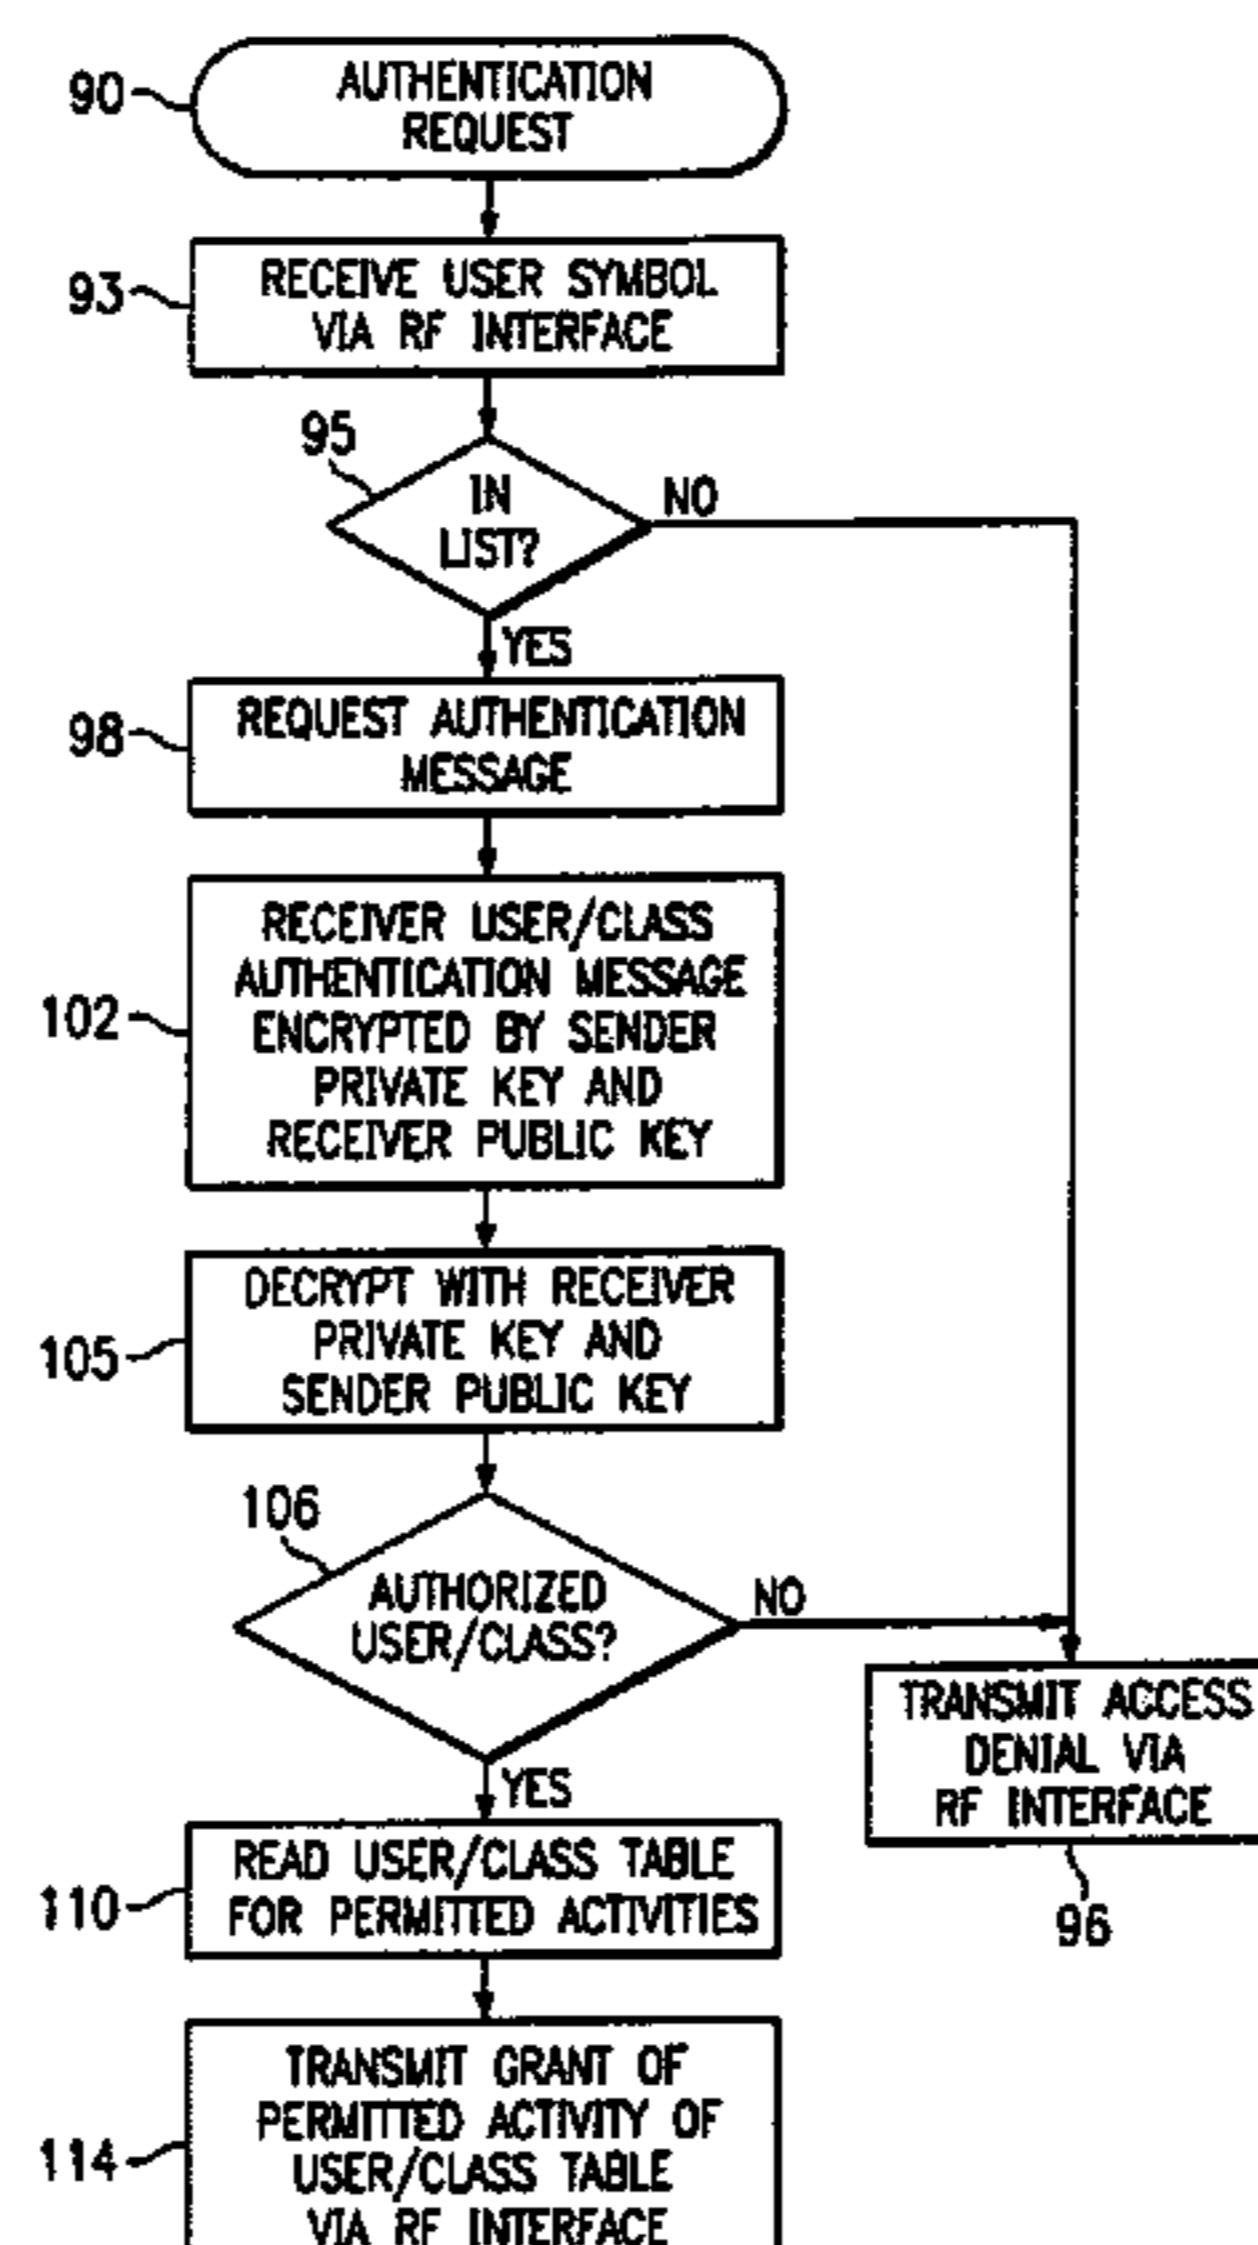 90
AUTHENTICATION
REQUEST
93
RECEIVE USER SYMBOL
VIA RF INTERFACE
95
IN
LIST?
NO
YES
98
REQUEST AUTHENTICATION
MESSAGE
102
RECEIVER USER/CLASS
AUTHENTICATION MESSAGE
ENCRYPTED BY SENDER
PRIVATE KEY AND
RECEIVER PUBLIC KEY
105
DECRYPT WITH RECEIVER
PRIVATE KEY AND
SENDER PUBLIC KEY
106
AUTHORIZED
USER/CLASS?
NO
YES
TRANSMIT ACCESS
DENIAL VIA
RF INTERFACE
96
110
READ USER/CLASS TABLE
FOR PERMITTED ACTIVITIES
114
TRANSMIT GRANT OF
PERMITTED ACTIVITY OF
USER/CLASS TABLE
VIA RF INTERFACE